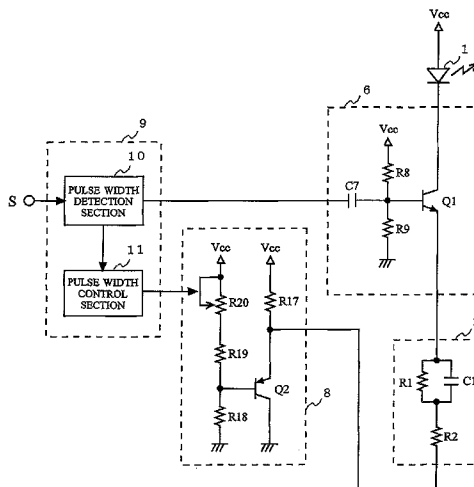 Vcc
1
6
9
10
Vcc
S
PULSE WIDTH
DETECTION
SECTION
C7
R8
Q1
R9
11
PULSE WIDTH
CONTROL
SECTION
Vcc
Vcc
R20
R17
R19
Q2
R18
8
R1
R2